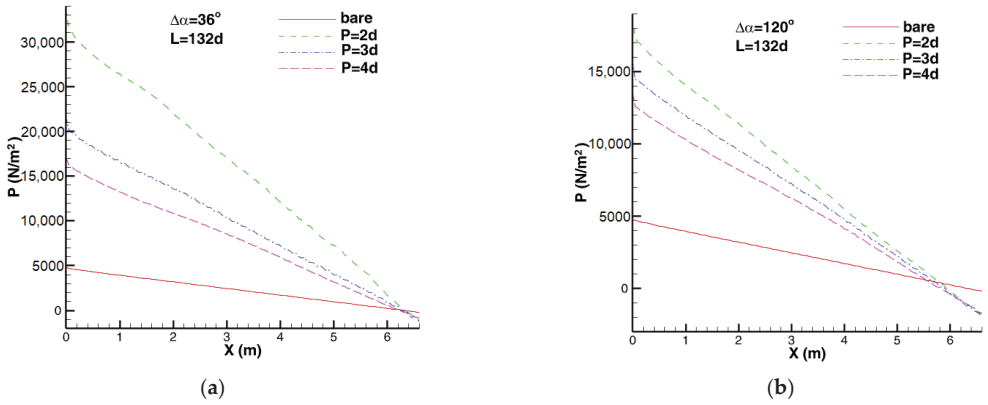 Δα=36°
L=132d
bare
P=2d
P=3d
P=4d
30,000
25,000
20,000
15,000
10,000
5000
0
P (N/m²)
0 1 2 3 4 5 6
X (m)
(a)
Δα=120°
L=132d
bare
P=2d
P=3d
P=4d
15,000
10,000
5000
0
P (N/m²)
0 1 2 3 4 5 6
X (m)
(b)